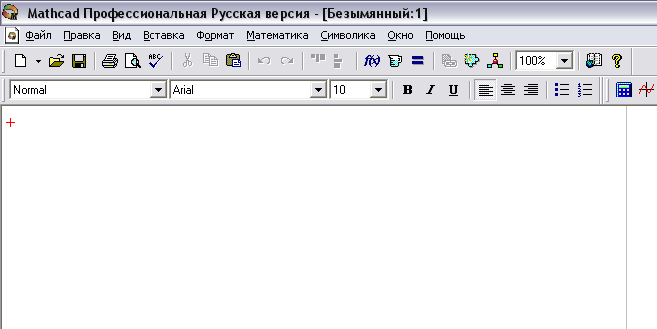 Mathcad Профессиональная Русская версия - [Безымянный:1]
Файл Правка Вид Вставка Формат Математика Символика Окно Помощь
ABC f(x) = 100% ?
Normal Arial 10 B I U